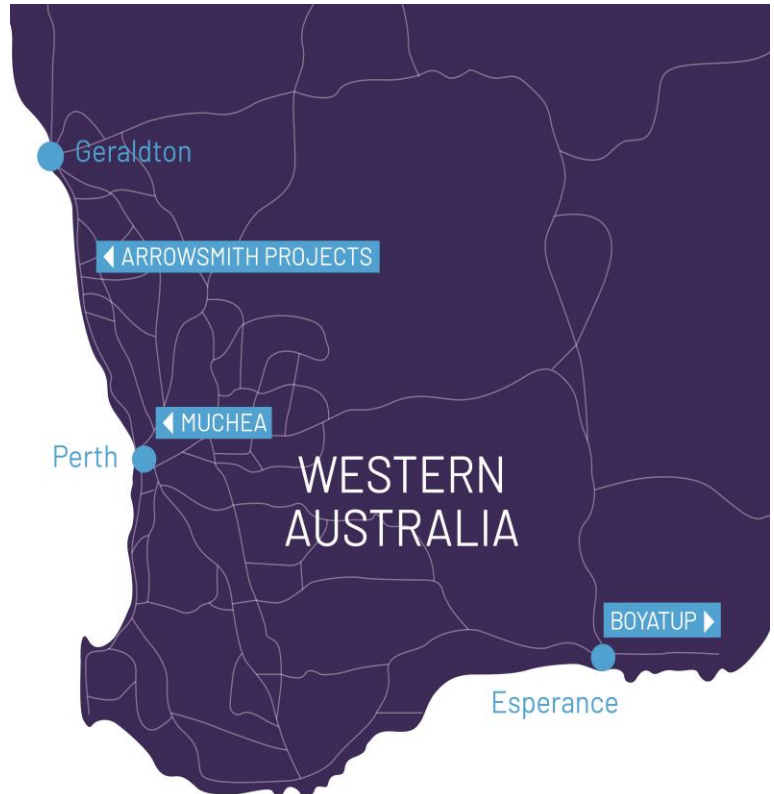 Geraldton
ARROWSMITH PROJECTS
MUCHEA
Perth
WESTERN
AUSTRALIA
BOYATUP
Esperance